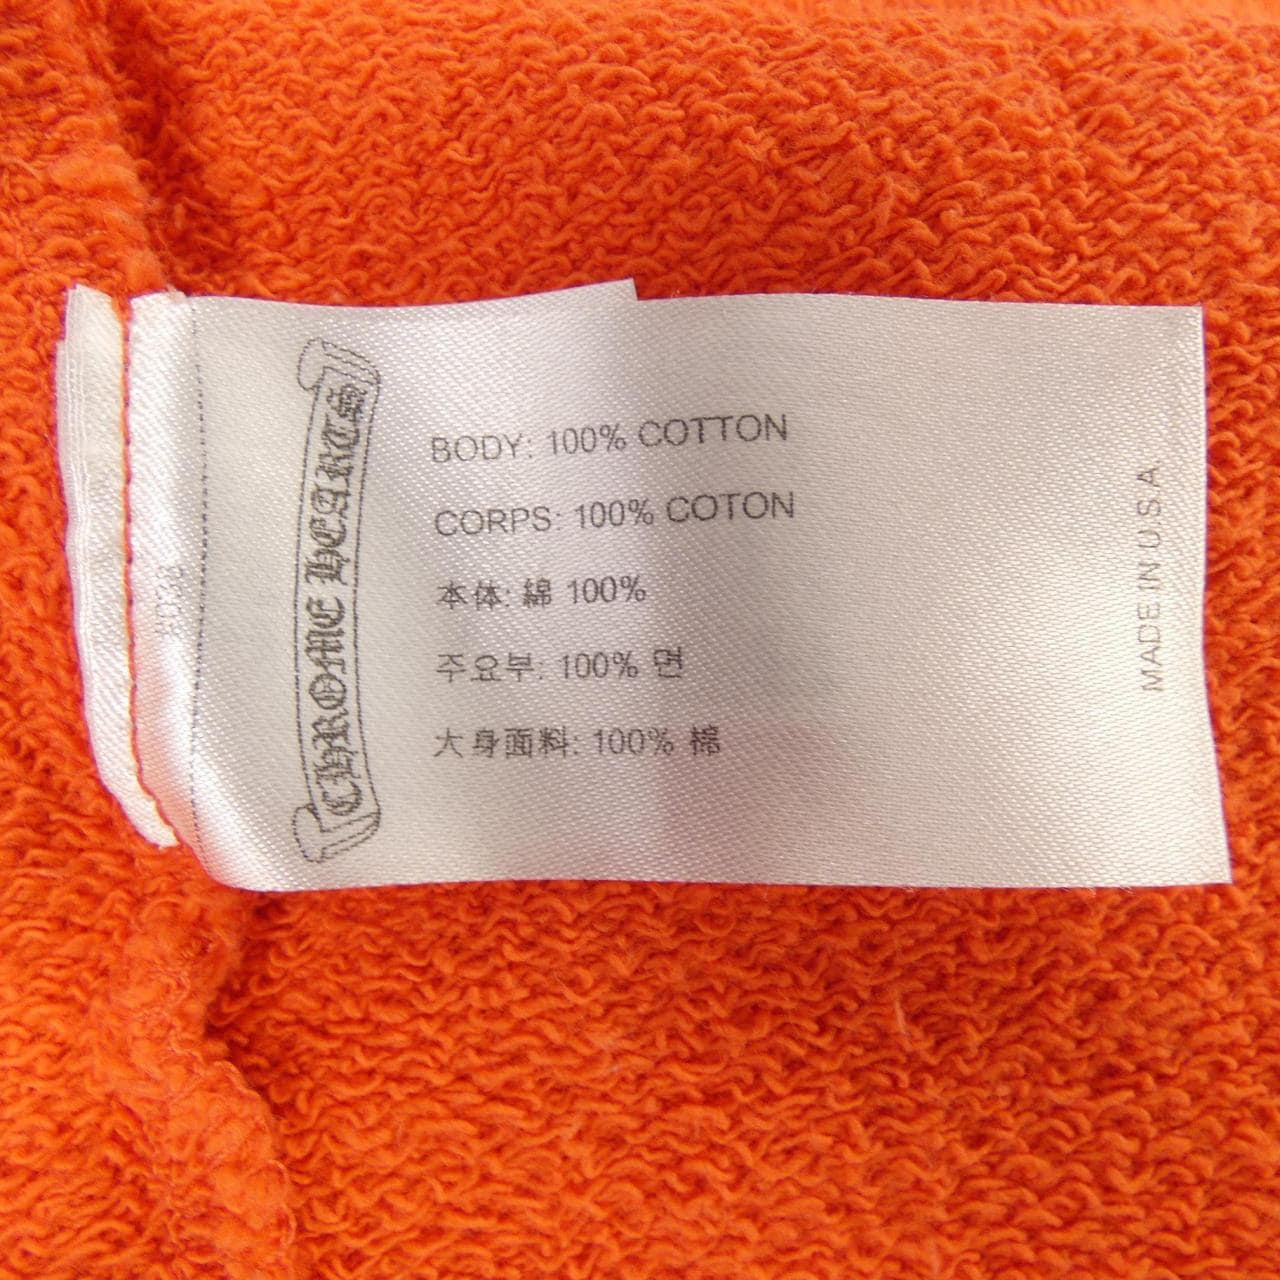 CHROME HEARTS
BODY: 100% COTTON
CORPS: 100% COTON
本体: 綿 100%
주요부: 100% 면
大身面料: 100% 棉
MADE IN U.S.A